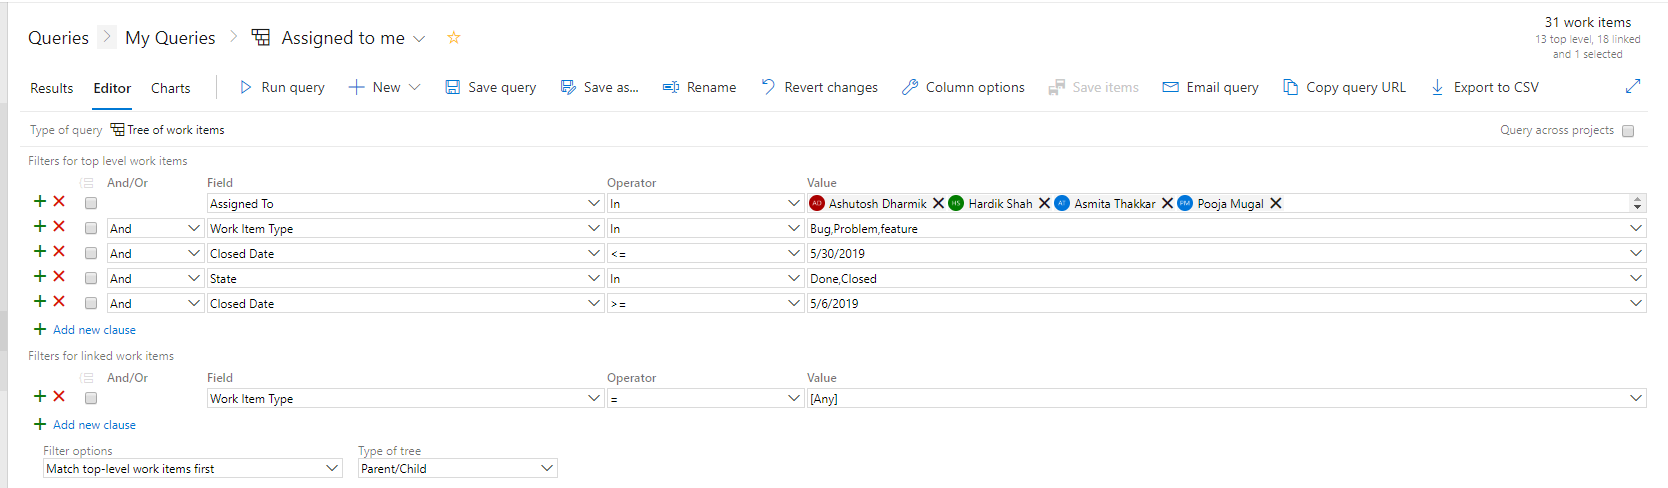 Queries > My Queries > Assigned to me
31 work items
13 top level, 18 linked
and 1 selected
Results Editor Charts Run query New Save query Save as... Rename Revert changes Column options Save items Email query Copy query URL Export to CSV
Type of query Tree of work items Query across projects
Filters for top level work items
And/Or Field Operator Value
Assigned To In AD Ashutosh Dharmik HS Hardik Shah AT Asmita Thakkar PM Pooja Mugal
And Work Item Type In Bug,Problem,feature
And Closed Date <= 5/30/2019
And State In Done,Closed
And Closed Date >= 5/6/2019
Add new clause
Filters for linked work items
And/Or Field Operator Value
Work Item Type = [Any]
Add new clause
Filter options Type of tree
Match top-level work items first Parent/Child